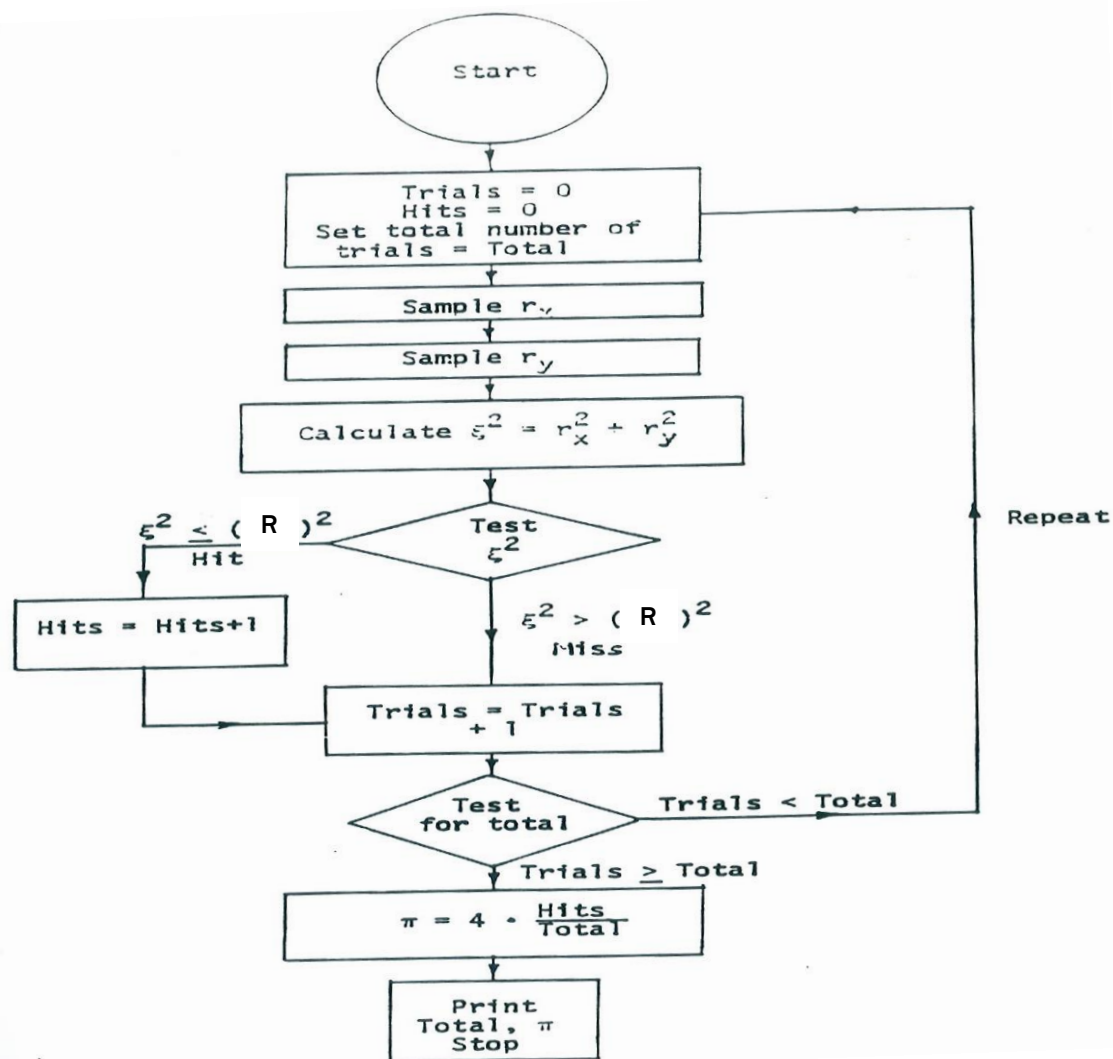 Start
Trials = 0
Hits = 0
Set total number of
trials = Total
Sample r
Sample r_y
Calculate ξ² = r_x² + r_y²
Test
ξ²
ξ² ≤ ( R )²
Hit
Hits = Hits+1
ξ² > ( R )²
Miss
Trials = Trials
+ 1
Repeat
Test
for total
Trials < Total
Trials ≥ Total
π = 4 · Hits
Total
Print
Total, π
Stop